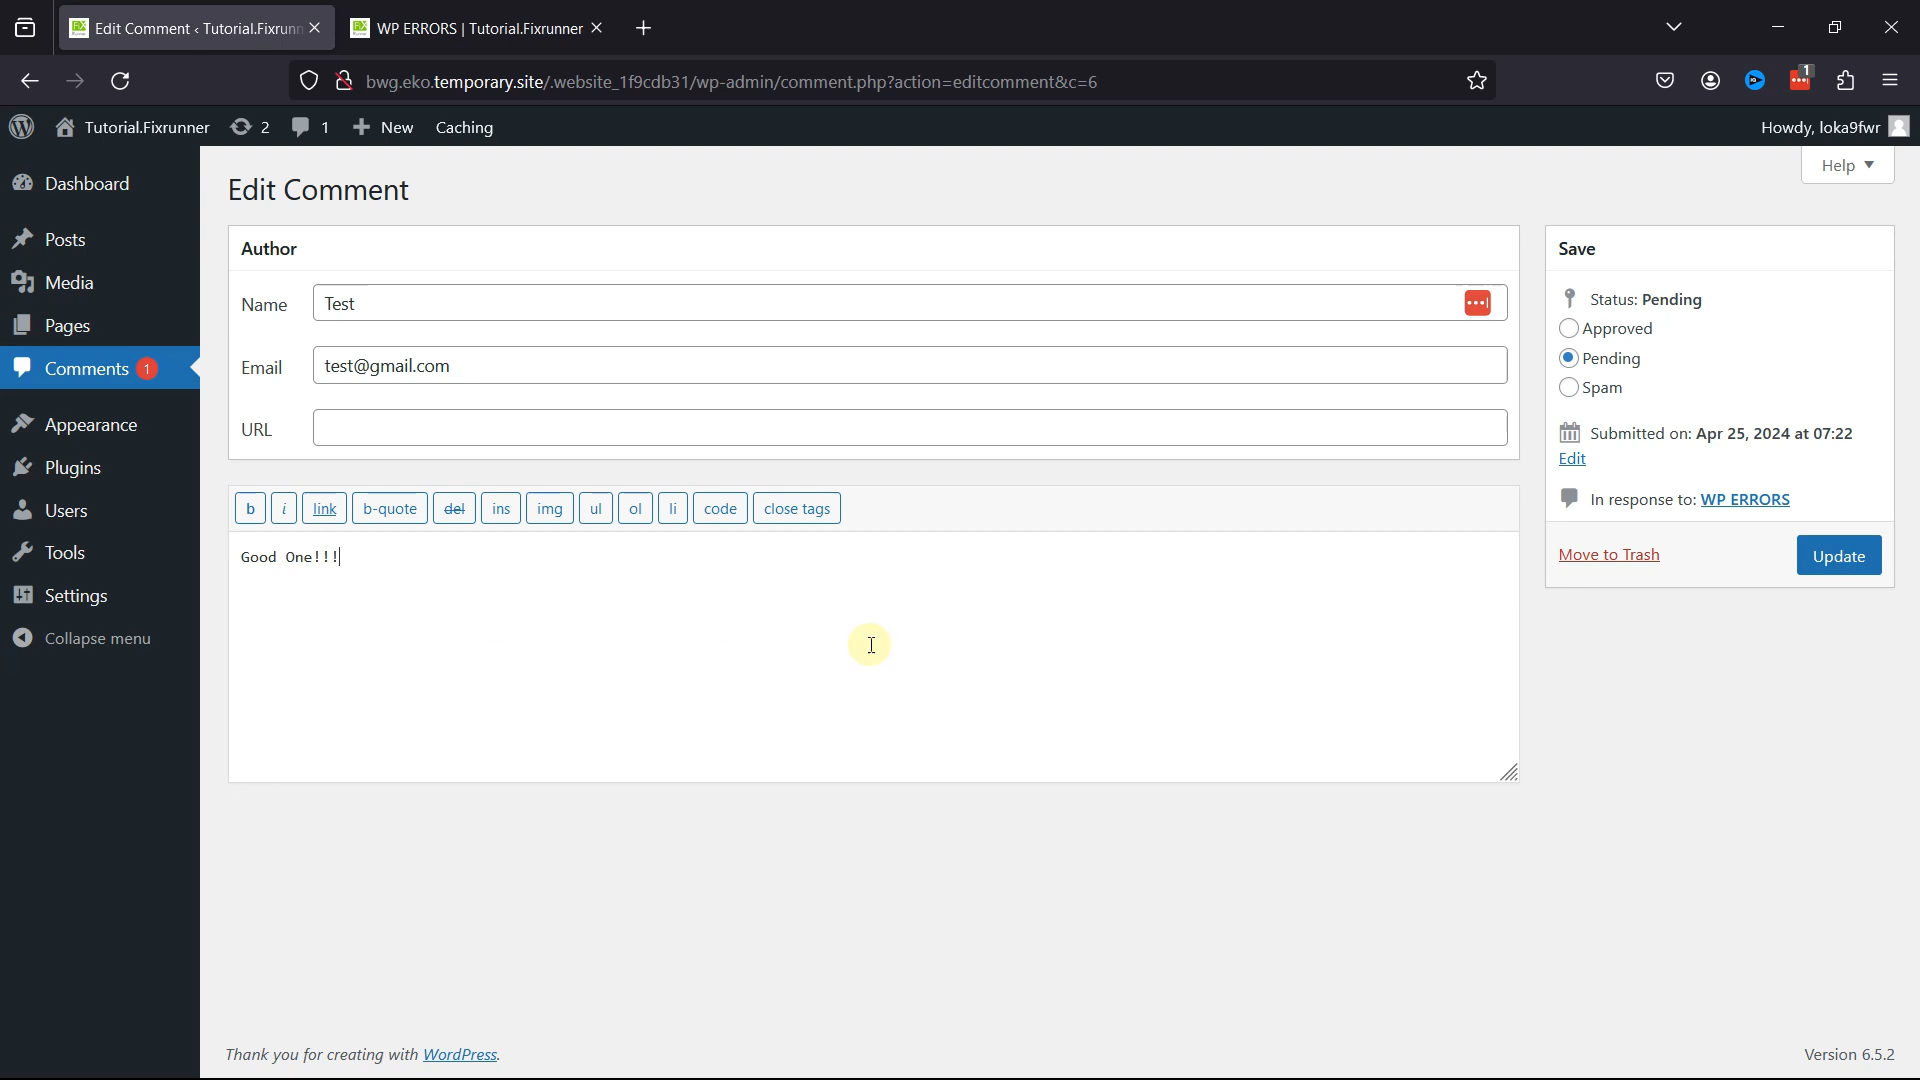 Edit Comment ‹ Tutorial.Fixrunn
WP ERRORS | Tutorial.Fixrunner
bwg.eko.temporary.site/.website_1f9cdb31/wp-admin/comment.php?action=editcomment&c=6
1
Tutorial.Fixrunner 2 1 New Caching Howdy, loka9fwr
Help
Dashboard
Posts
Media
Pages
Comments 1
Appearance
Plugins
Users
Tools
Settings
Collapse menu
Edit Comment
Author
Name Test
Email test@gmail.com
URL
b i link b-quote del ins img ul ol li code close tags
Good One!!!
Save
Status: Pending
Approved
Pending
Spam
Submitted on: Apr 25, 2024 at 07:22
Edit
In response to: WP ERRORS
Move to Trash Update
Thank you for creating with WordPress.
Version 6.5.2